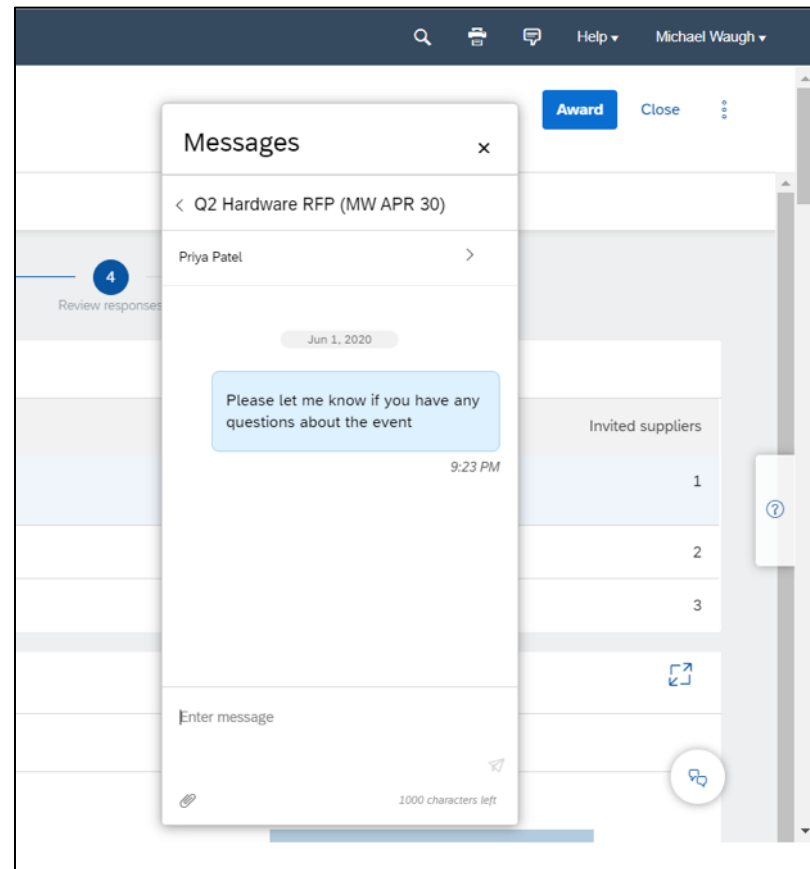 Help
Michael Waugh
Award
Close
Messages
Q2 Hardware RFP (MW APR 30)
Priya Patel
4
Review responses
Jun 1, 2020
Please let me know if you have any
questions about the event
9:23 PM
Invited suppliers
1
2
3
Enter message
1000 characters left